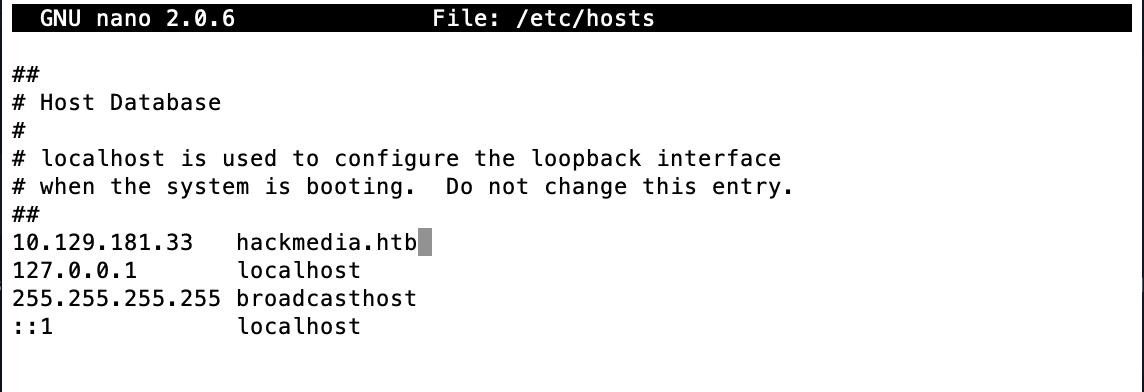 GNU nano 2.0.6 File: /etc/hosts
##
# Host Database
#
# localhost is used to configure the loopback interface
# when the system is booting.  Do not change this entry.
##
10.129.181.33   hackmedia.htb
127.0.0.1       localhost
255.255.255.255 broadcasthost
::1             localhost